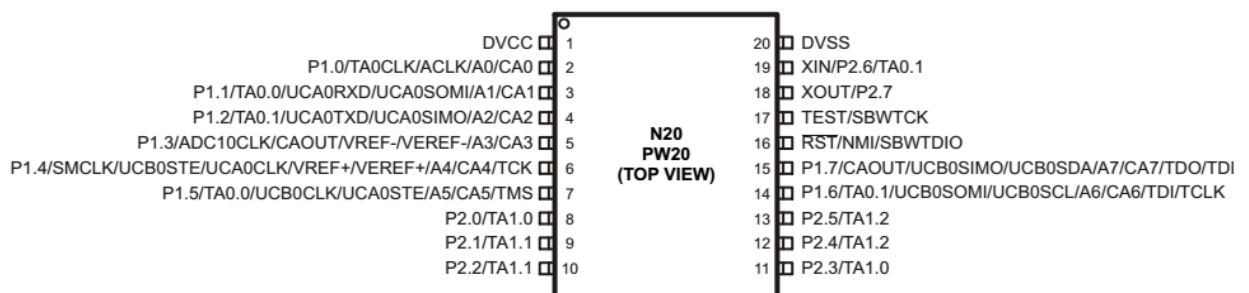 DVCC 1 20 DVSS
P1.0/TA0CLK/ACLK/A0/CA0 2 19 XIN/P2.6/TA0.1
P1.1/TA0.0/UCA0RXD/UCA0SOMI/A1/CA1 3 18 XOUT/P2.7
P1.2/TA0.1/UCA0TXD/UCA0SIMO/A2/CA2 4 17 TEST/SBWTCK
P1.3/ADC10CLK/CAOUT/VREF-/VEREF-/A3/CA3 5 N20 16 RST/NMI/SBWTDIO
PW20
P1.4/SMCLK/UCB0STE/UCA0CLK/VREF+/VEREF+/A4/CA4/TCK 6 (TOP VIEW) 15 P1.7/CAOUT/UCB0SIMO/UCB0SDA/A7/CA7/TDO/TDI
P1.5/TA0.0/UCB0CLK/UCA0STE/A5/CA5/TMS 7 14 P1.6/TA0.1/UCB0SOMI/UCB0SCL/A6/CA6/TDI/TCLK
P2.0/TA1.0 8 13 P2.5/TA1.2
P2.1/TA1.1 9 12 P2.4/TA1.2
P2.2/TA1.1 10 11 P2.3/TA1.0